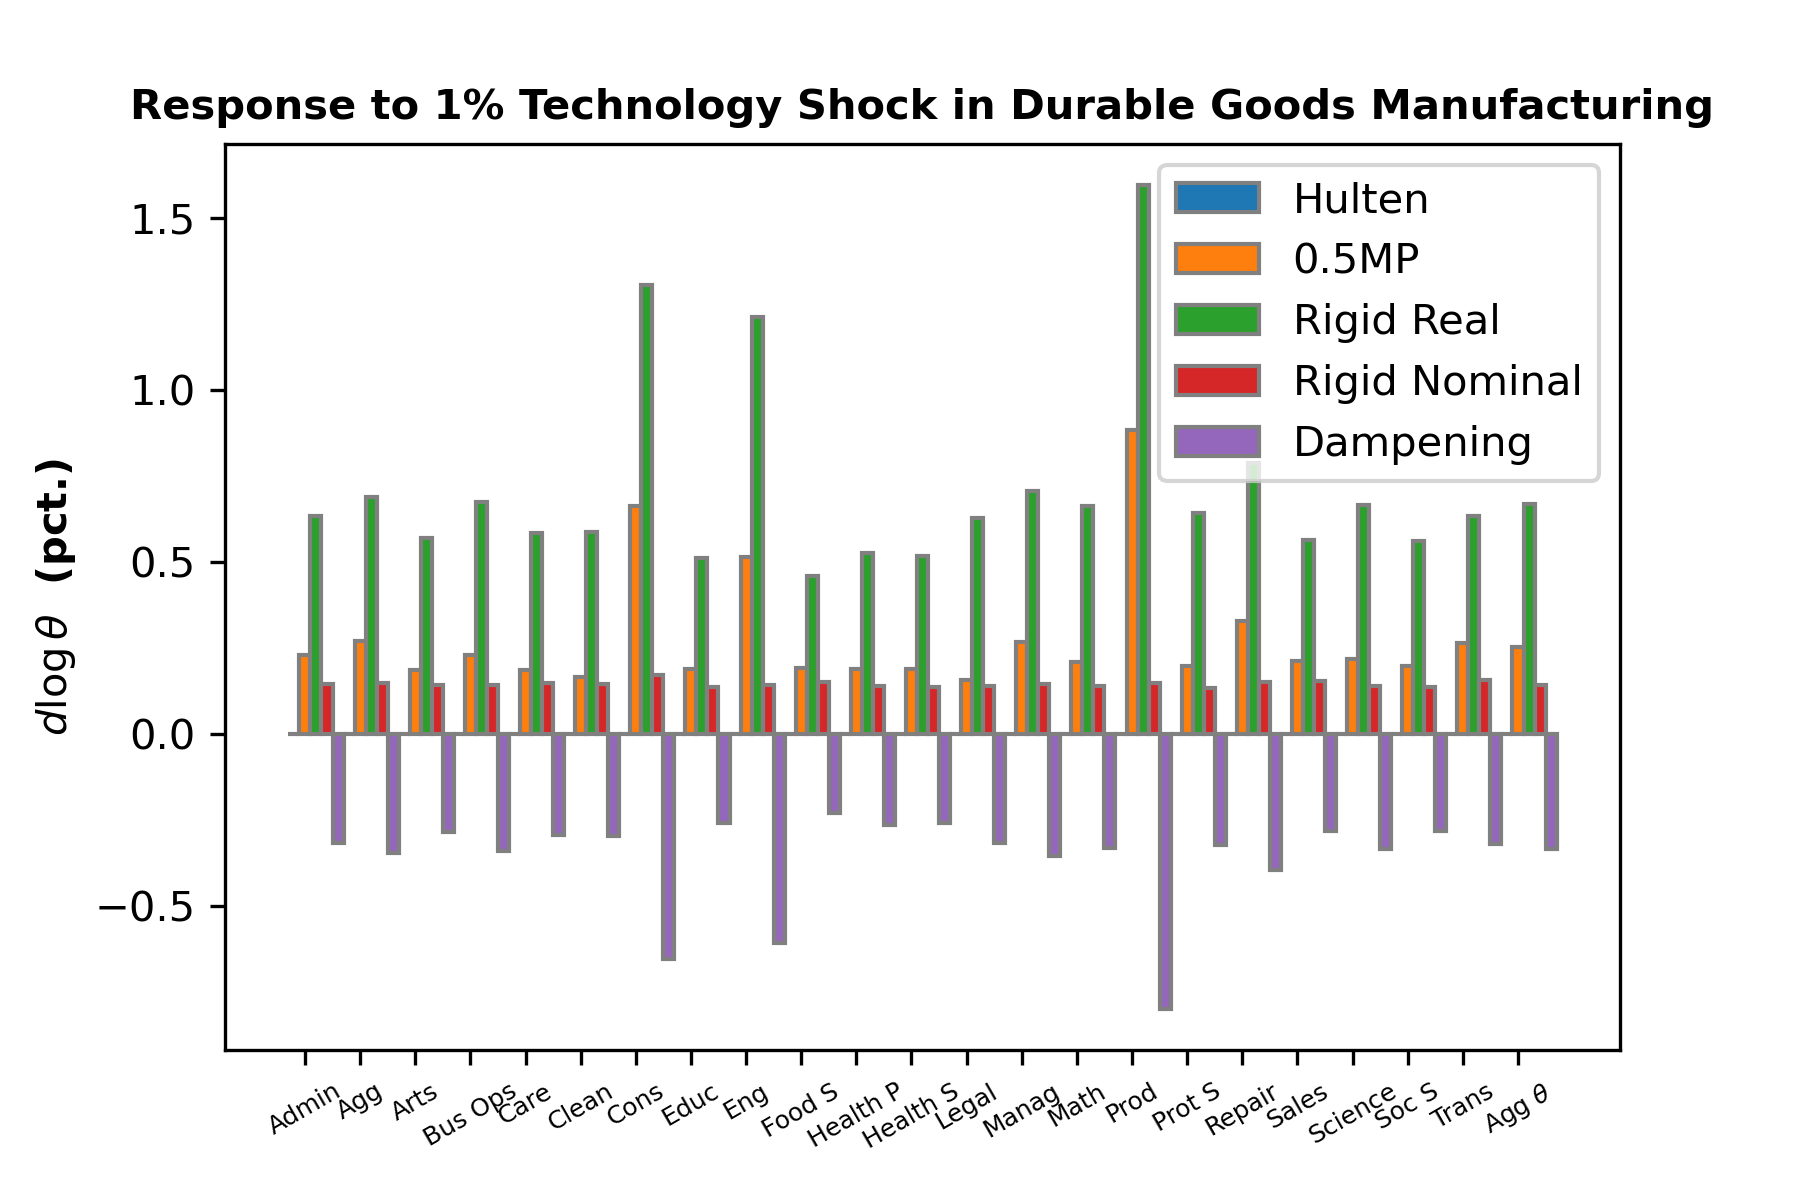 Response to 1% Technology Shock in Durable Goods Manufacturing
dlog θ (pct.)
1.5
1.0
0.5
0.0
−0.5
Hulten
0.5MP
Rigid Real
Rigid Nominal
Dampening
Admin
Agg
Arts
Bus Ops
Care
Clean
Cons
Educ
Eng
Food S
Health P
Health S
Legal
Manag
Math
Prod
Prot S
Repair
Sales
Science
Soc S
Trans
Agg θ